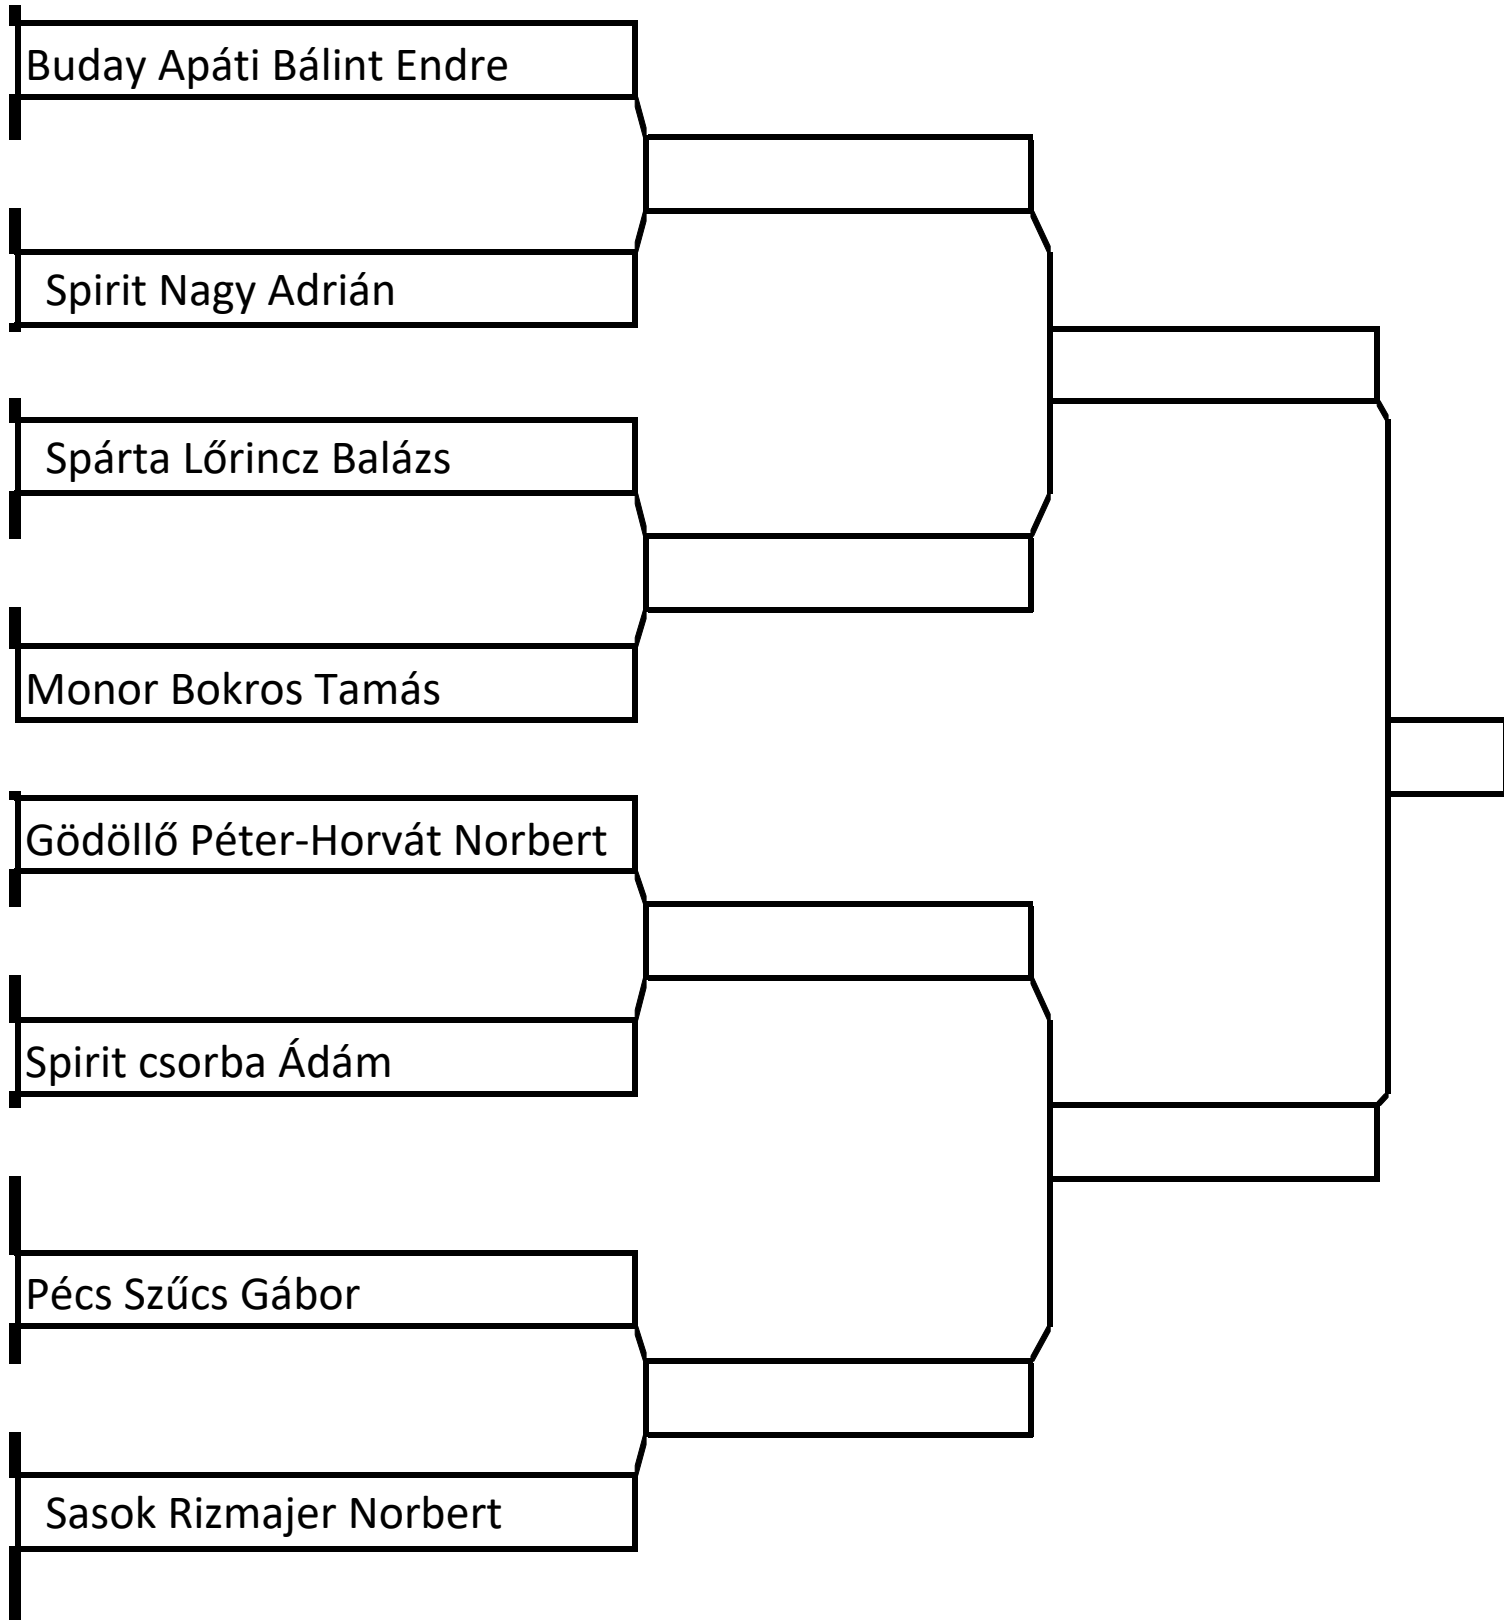 Buday Apáti Bálint Endre
Spirit Nagy Adrián
Spárta Lőrincz Balázs
Monor Bokros Tamás
Gödöllő Péter-Horvát Norbert
Spirit csorba Ádám
Pécs Szűcs Gábor
Sasok Rizmajer Norbert